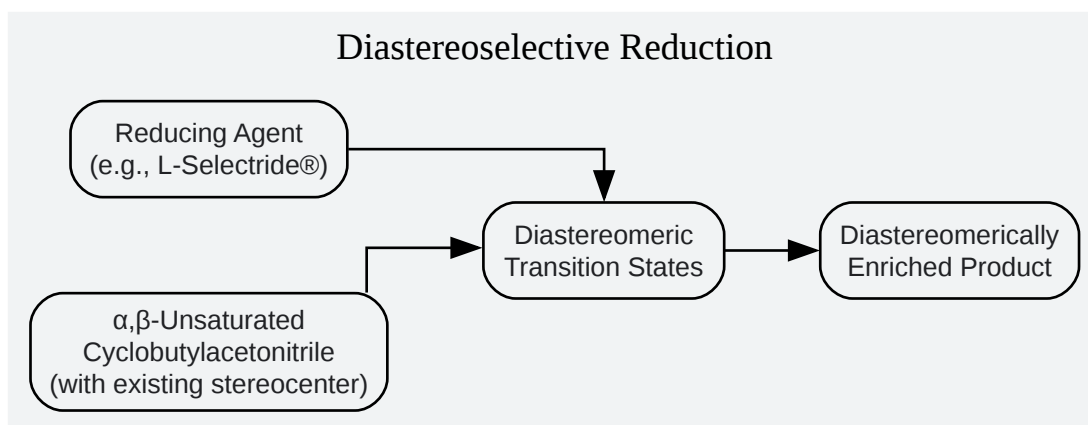 Diastereoselective Reduction
Reducing Agent
(e.g., L-Selectride®)
Diastereomeric
Transition States
Diastereomerically
Enriched Product
α,β-Unsaturated
Cyclobutylacetonitrile
(with existing stereocenter)